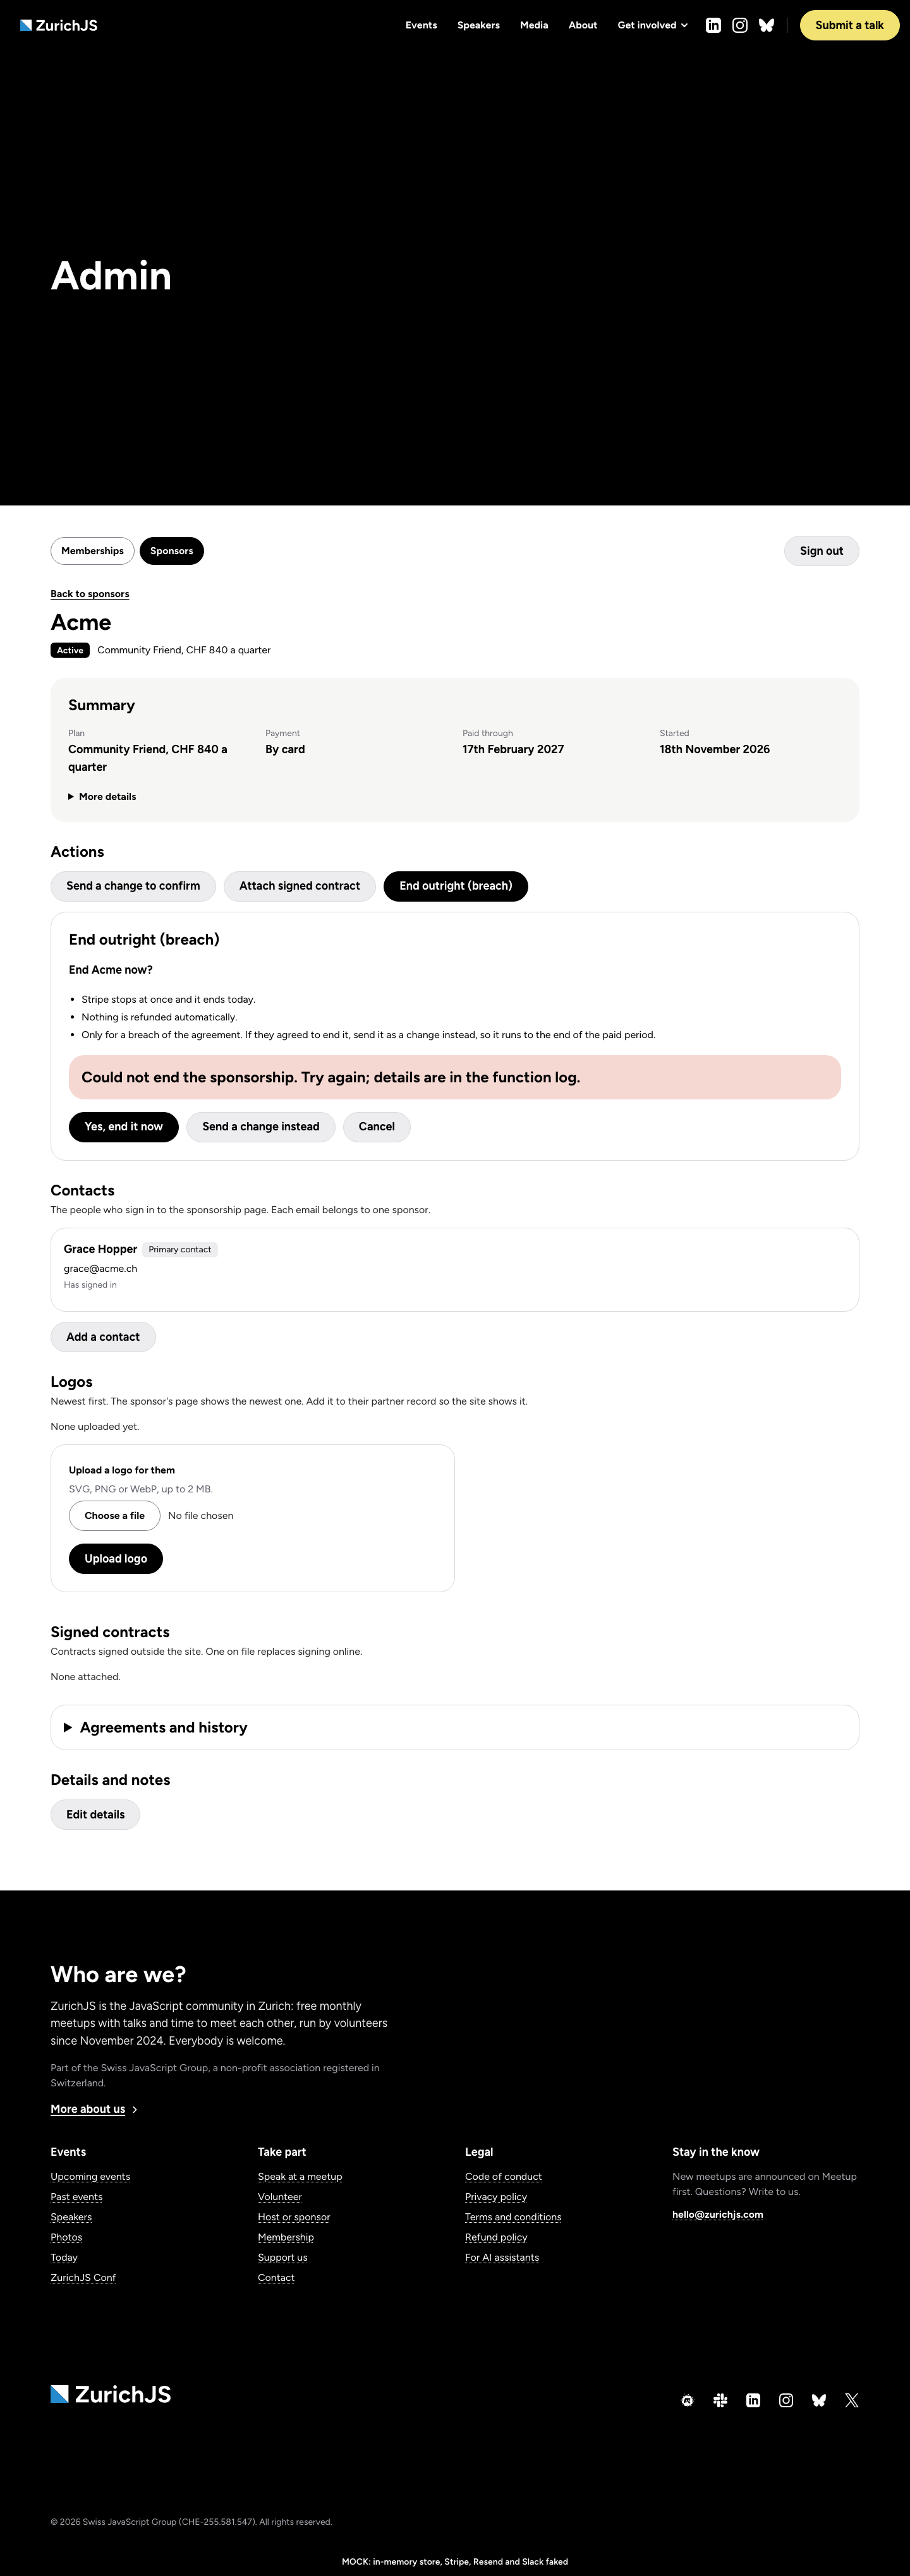 ZurichJS
Events Speakers Media About Get involved Submit a talk
Admin
Memberships Sponsors Sign out
Back to sponsors
Acme
Active Community Friend, CHF 840 a quarter
Summary
Plan Payment Paid through Started
Community Friend, CHF 840 a quarter By card 17th February 2027 18th November 2026
More details
Actions
Send a change to confirm Attach signed contract End outright (breach)
End outright (breach)
End Acme now?
Stripe stops at once and it ends today.
Nothing is refunded automatically.
Only for a breach of the agreement. If they agreed to end it, send it as a change instead, so it runs to the end of the paid period.
Could not end the sponsorship. Try again; details are in the function log.
Yes, end it now Send a change instead Cancel
Contacts
The people who sign in to the sponsorship page. Each email belongs to one sponsor.
Grace Hopper Primary contact
grace@acme.ch
Has signed in
Add a contact
Logos
Newest first. The sponsor's page shows the newest one. Add it to their partner record so the site shows it.
None uploaded yet.
Upload a logo for them
SVG, PNG or WebP, up to 2 MB.
Choose a file No file chosen
Upload logo
Signed contracts
Contracts signed outside the site. One on file replaces signing online.
None attached.
Agreements and history
Details and notes
Edit details
Who are we?
ZurichJS is the JavaScript community in Zurich: free monthly
meetups with talks and time to meet each other, run by volunteers
since November 2024. Everybody is welcome.
Part of the Swiss JavaScript Group, a non-profit association registered in
Switzerland.
More about us
Events
Upcoming events
Past events
Speakers
Photos
Today
ZurichJS Conf
Take part
Speak at a meetup
Volunteer
Host or sponsor
Membership
Support us
Contact
Legal
Code of conduct
Privacy policy
Terms and conditions
Refund policy
For AI assistants
Stay in the know
New meetups are announced on Meetup
first. Questions? Write to us.
hello@zurichjs.com
ZurichJS
© 2026 Swiss JavaScript Group (CHE-255.581.547). All rights reserved.
MOCK: in-memory store, Stripe, Resend and Slack faked